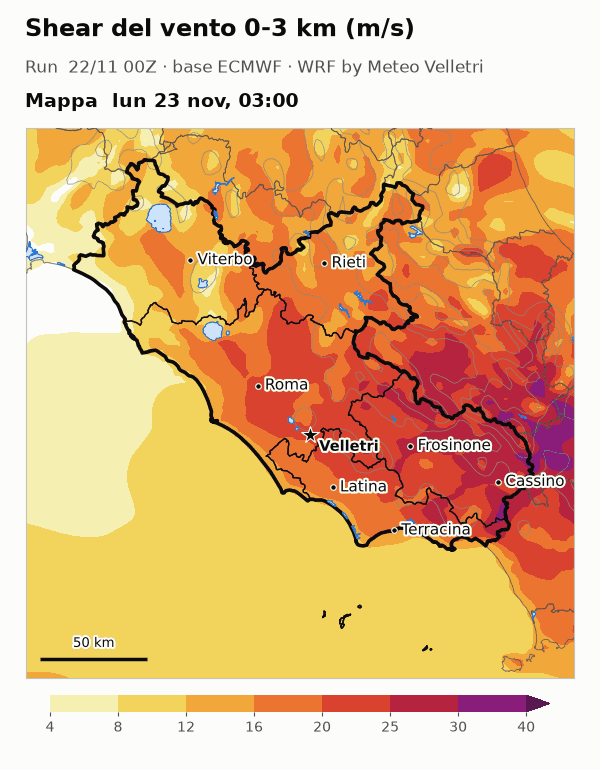 Shear del vento 0-3 km (m/s)
Run  22/11 00Z · base ECMWF · WRF by Meteo Velletri
Mappa  lun 23 nov, 03:00
Viterbo
Rieti
Roma
Velletri
Frosinone
Cassino
Latina
Terracina
50 km
4 8 12 16 20 25 30 40